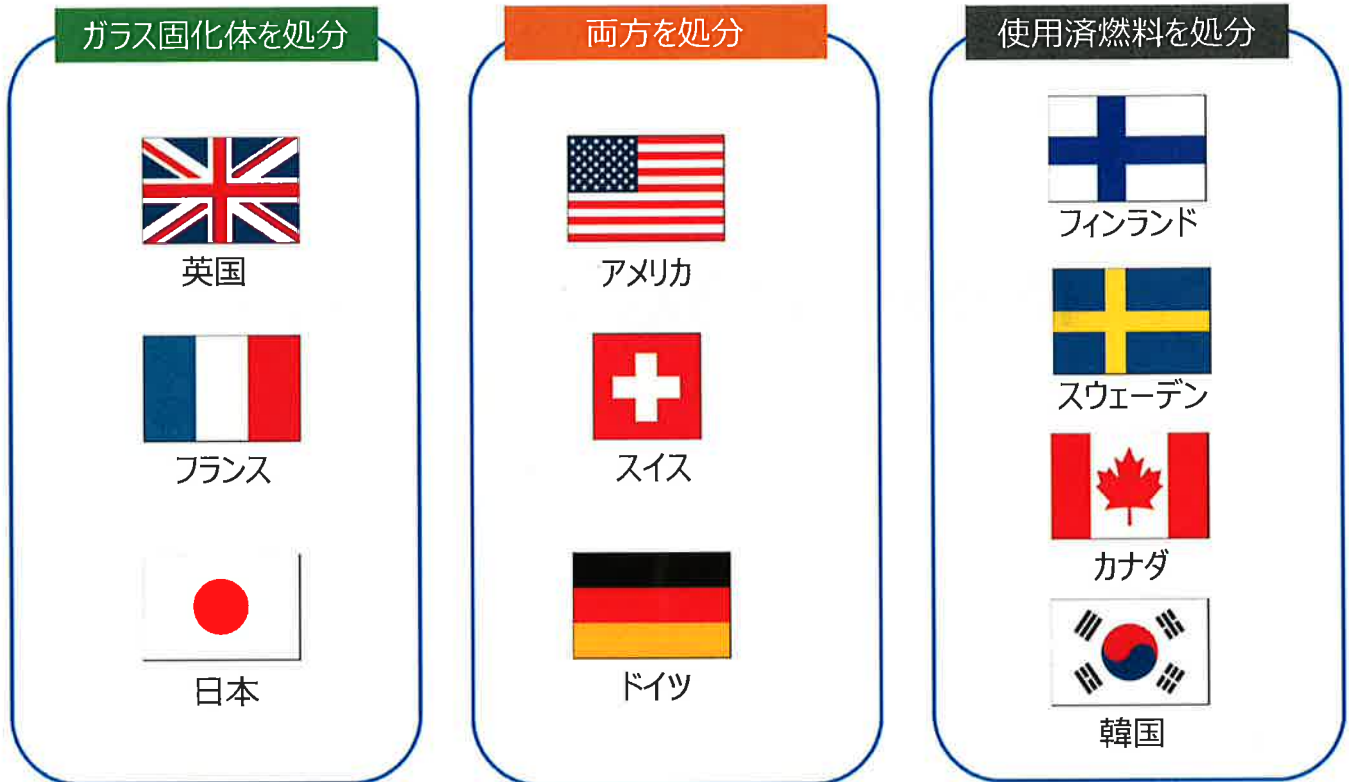 ガラス固化体を処分
英国
フランス
日本
両方を処分
アメリカ
スイス
ドイツ
使用済燃料を処分
フィンランド
スウェーデン
カナダ
韓国